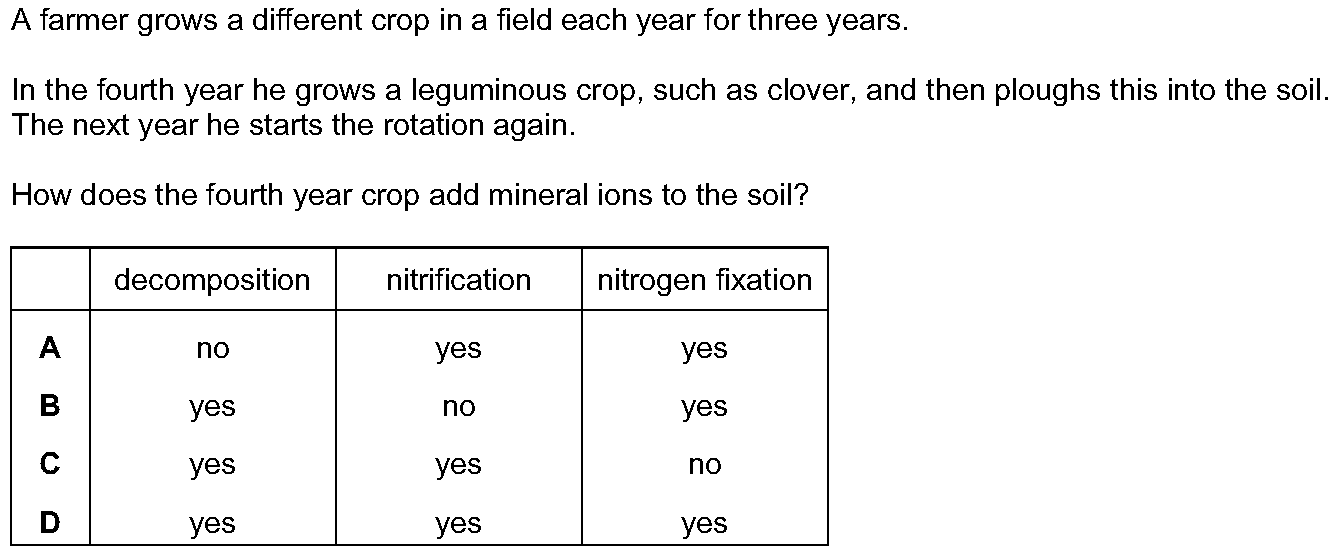 A farmer grows a different crop in a field each year for three years.
In the fourth year he grows a leguminous crop, such as clover, and then ploughs this into the soil.
The next year he starts the rotation again.
How does the fourth year crop add mineral ions to the soil?
decomposition nitrification nitrogen fixation
A no yes yes
B yes no yes
C yes yes no
D yes yes yes